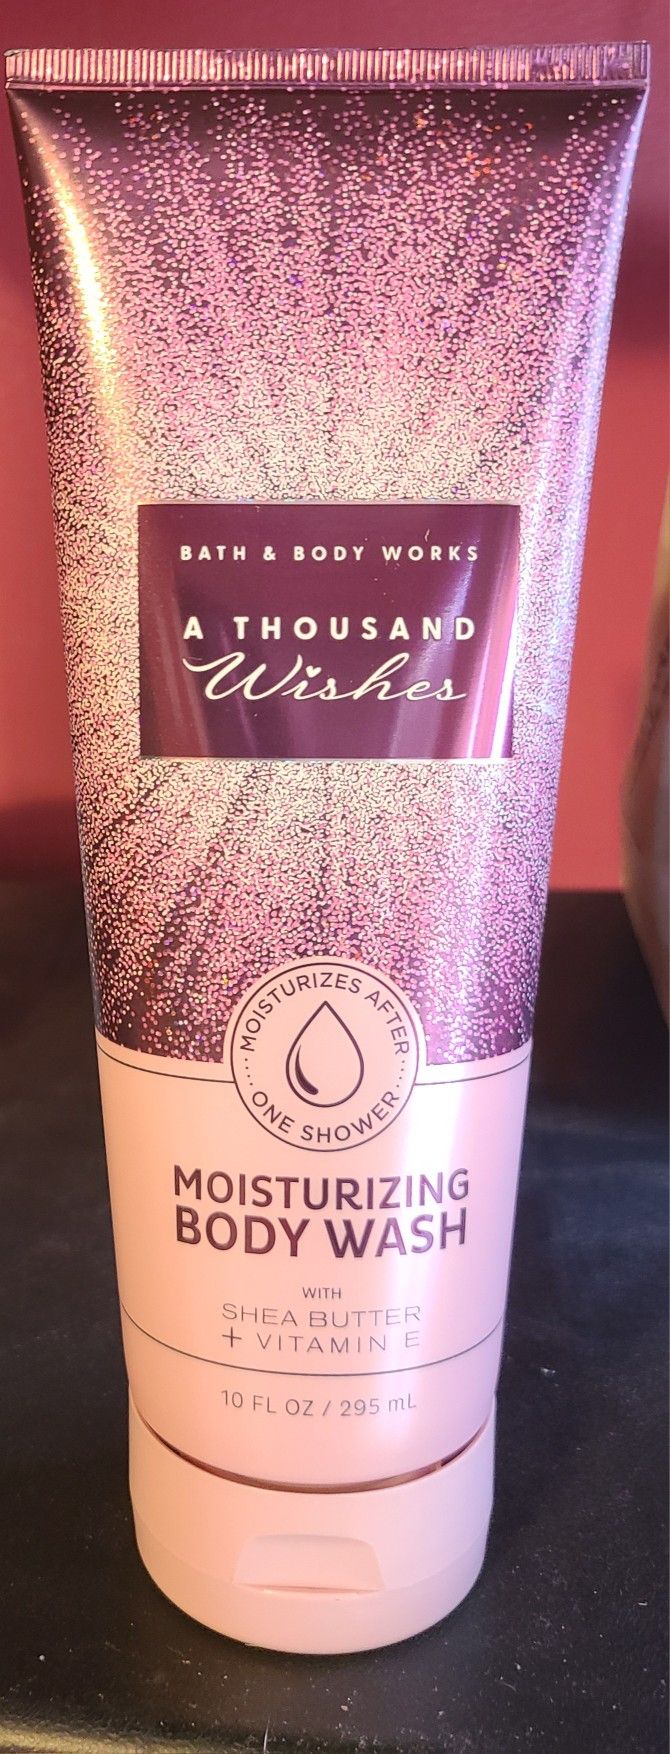 BATH & BODY WORKS
A THOUSAND
Wishes
MOISTURIZES AFTER
ONE SHOWER
MOISTURIZING
BODY WASH
WITH
SHEA BUTTER
+ VITAMIN E
10 FL OZ / 295 mL